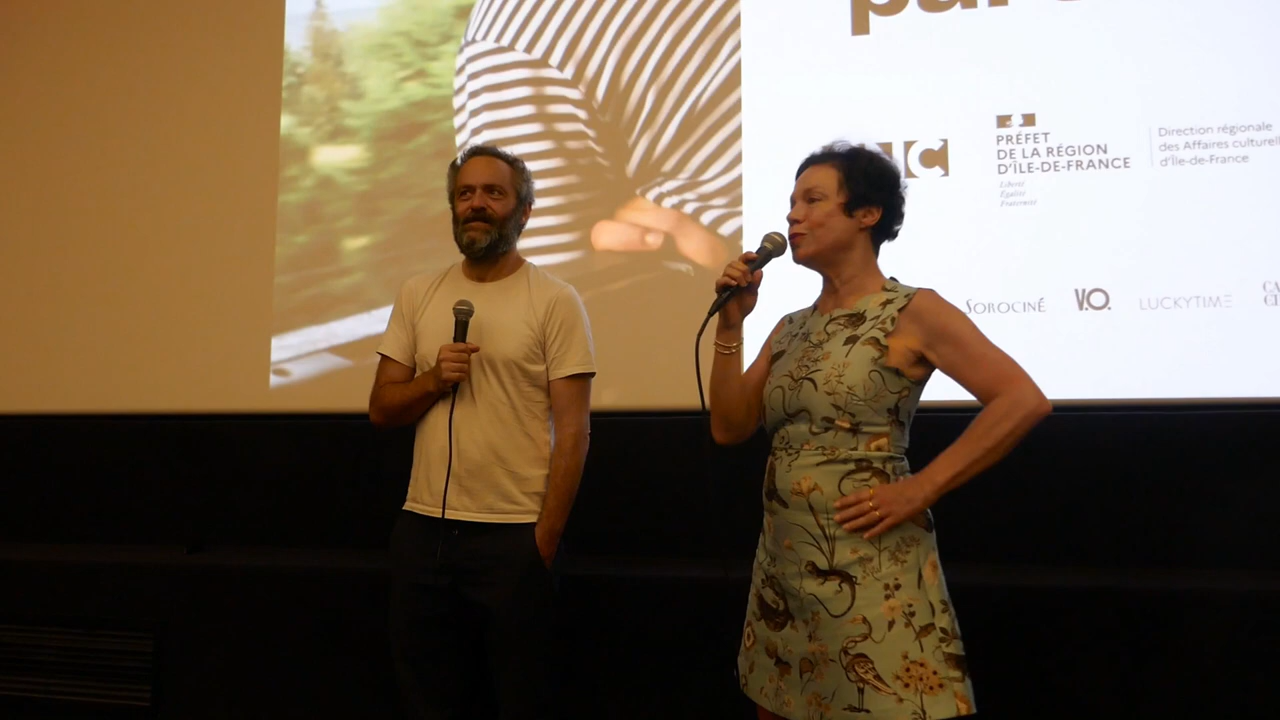 PRÉFET
DE LA RÉGION
D'ÎLE-DE-FRANCE
Liberté
Égalité
Fraternité
Direction régionale
des Affaires culturelles
d'Île-de-France
SOROCINÉ
V.O.
LUCKYTIME